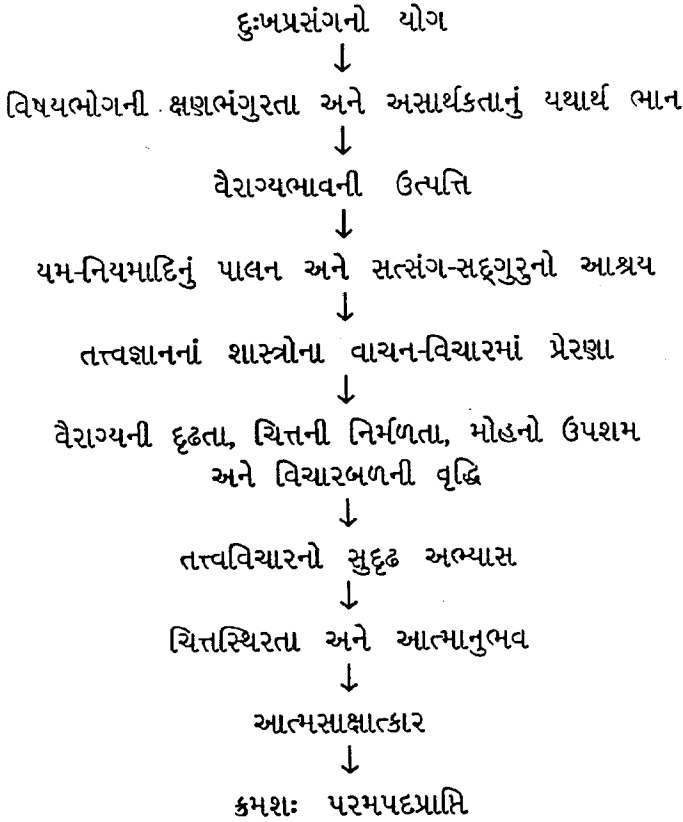 દુઃખપ્રસંગનો યોગ
↓
વિષયભોગની ક્ષણભંગુરતા અને અસાર્થકતાનું યથાર્થ ભાન
↓
વૈરાગ્યભાવની ઉત્પત્તિ
↓
યમ-નિયમાદિનું પાલન અને સત્સંગ-સદ્ગુરુનો આશ્રય
↓
તત્ત્વજ્ઞાનનાં શાસ્ત્રોના વાચન-વિચારમાં પ્રેરણા
↓
વૈરાગ્યની દૃઢતા, ચિત્તની નિર્મળતા, મોહનો ઉપશમ
અને વિચારબળની વૃદ્ધિ
↓
તત્ત્વવિચારનો સુદૃઢ અભ્યાસ
↓
ચિત્તસ્થિરતા અને આત્માનુભવ
↓
આત્મસાક્ષાત્કાર
↓
ક્રમશઃ પરમપદપ્રાપ્તિ